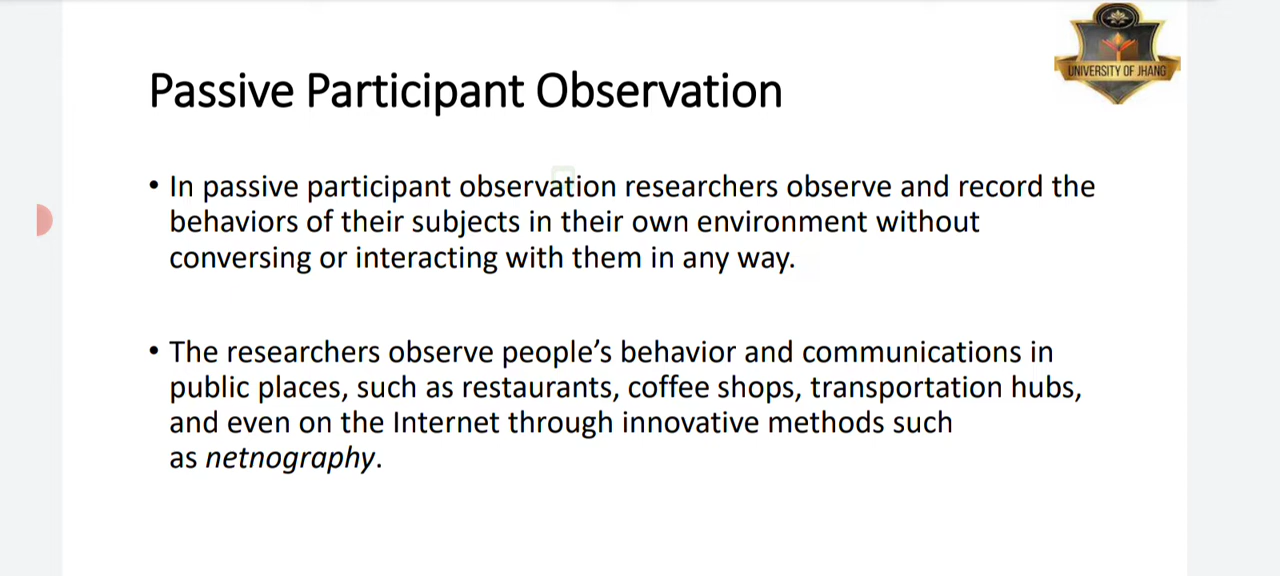 UNIVERSITY OF JHANG
Passive Participant Observation
• In passive participant observation researchers observe and record the
behaviors of their subjects in their own environment without
conversing or interacting with them in any way.
• The researchers observe people’s behavior and communications in
public places, such as restaurants, coffee shops, transportation hubs,
and even on the Internet through innovative methods such
as netnography.